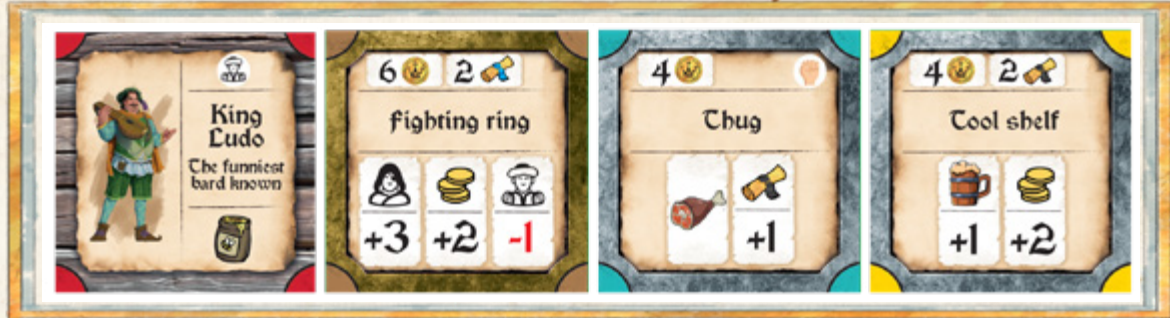 King
Ludo
The funniest
bard known
6 2
Fighting ring
+3 +2 -1
4
Thug
+1
4 2
Tool shelf
+1 +2